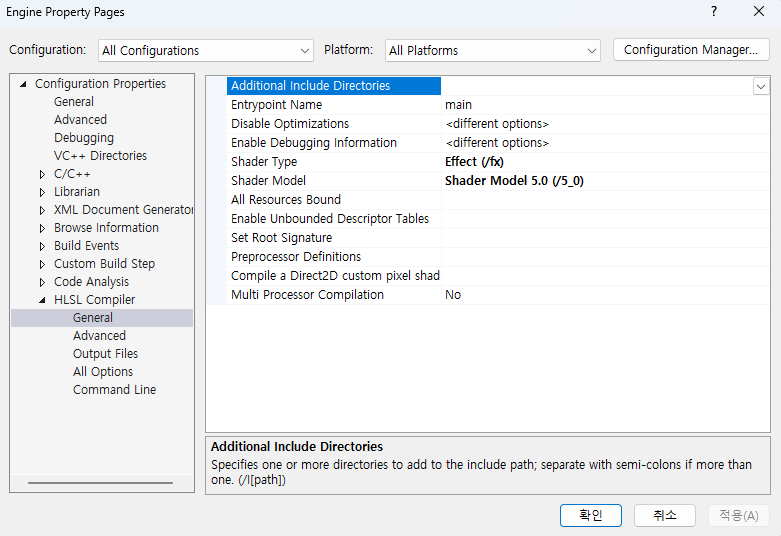 Engine Property Pages
Configuration: All Configurations Platform: All Platforms Configuration Manager...
Configuration Properties
General
Advanced
Debugging
VC++ Directories
C/C++
Librarian
XML Document Generator
Browse Information
Build Events
Custom Build Step
Code Analysis
HLSL Compiler
General
Advanced
Output Files
All Options
Command Line
Additional Include Directories
Entrypoint Name main
Disable Optimizations <different options>
Enable Debugging Information <different options>
Shader Type Effect (/fx)
Shader Model Shader Model 5.0 (/5_0)
All Resources Bound
Enable Unbounded Descriptor Tables
Set Root Signature
Preprocessor Definitions
Compile a Direct2D custom pixel shad
Multi Processor Compilation No
Additional Include Directories
Specifies one or more directories to add to the include path; separate with semi-colons if more than
one. (/I[path])
확인 취소 적용(A)